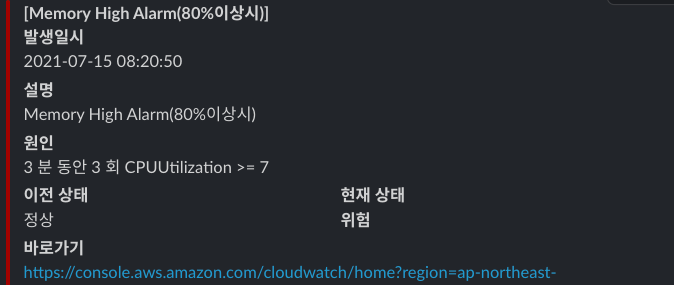 [Memory High Alarm(80%이상시)]
발생일시
2021-07-15 08:20:50
설명
Memory High Alarm(80%이상시)
원인
3 분 동안 3 회 CPUUtilization >= 7
이전 상태 현재 상태
정상 위험
바로가기
https://console.aws.amazon.com/cloudwatch/home?region=ap-northeast-